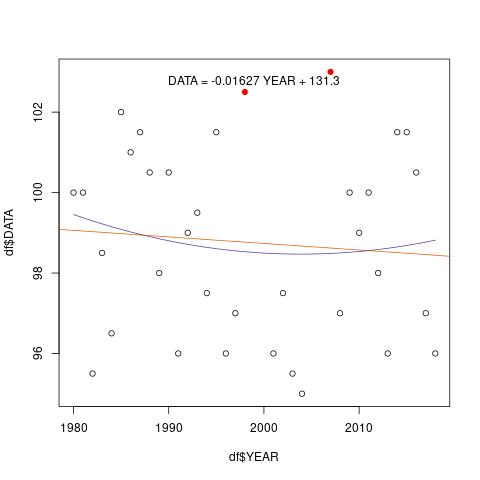 DATA = -0.01627 YEAR + 131.3
102
100
98
96
df$DATA
1980 1990 2000 2010
df$YEAR